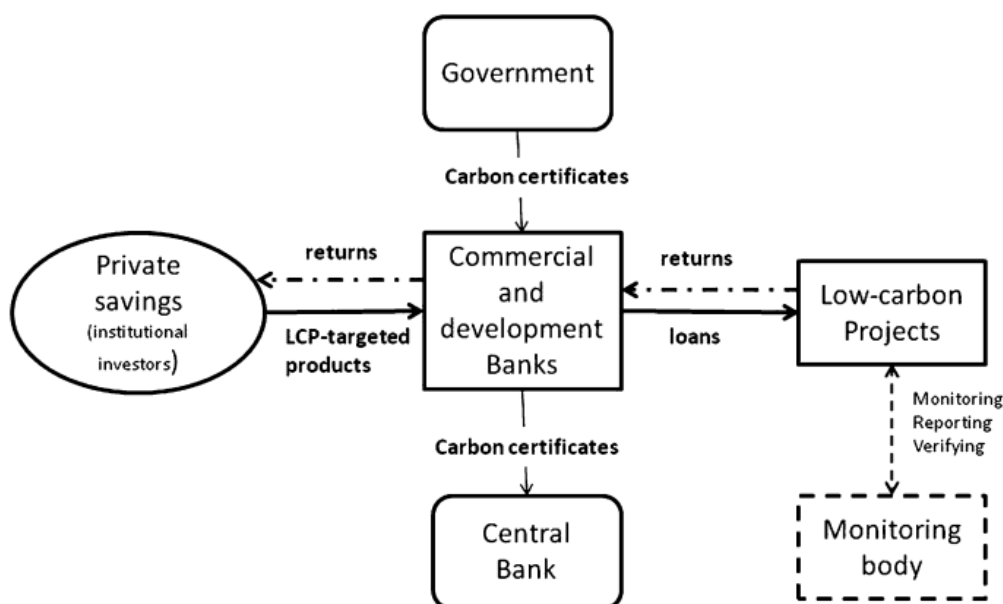 Government
Carbon certificates
Private
savings
(institutional
investors)
returns
LCP-targeted
products
Commercial
and
development
Banks
returns
loans
Low-carbon
Projects
Monitoring
Reporting
Verifying
Carbon certificates
Central
Bank
Monitoring
body